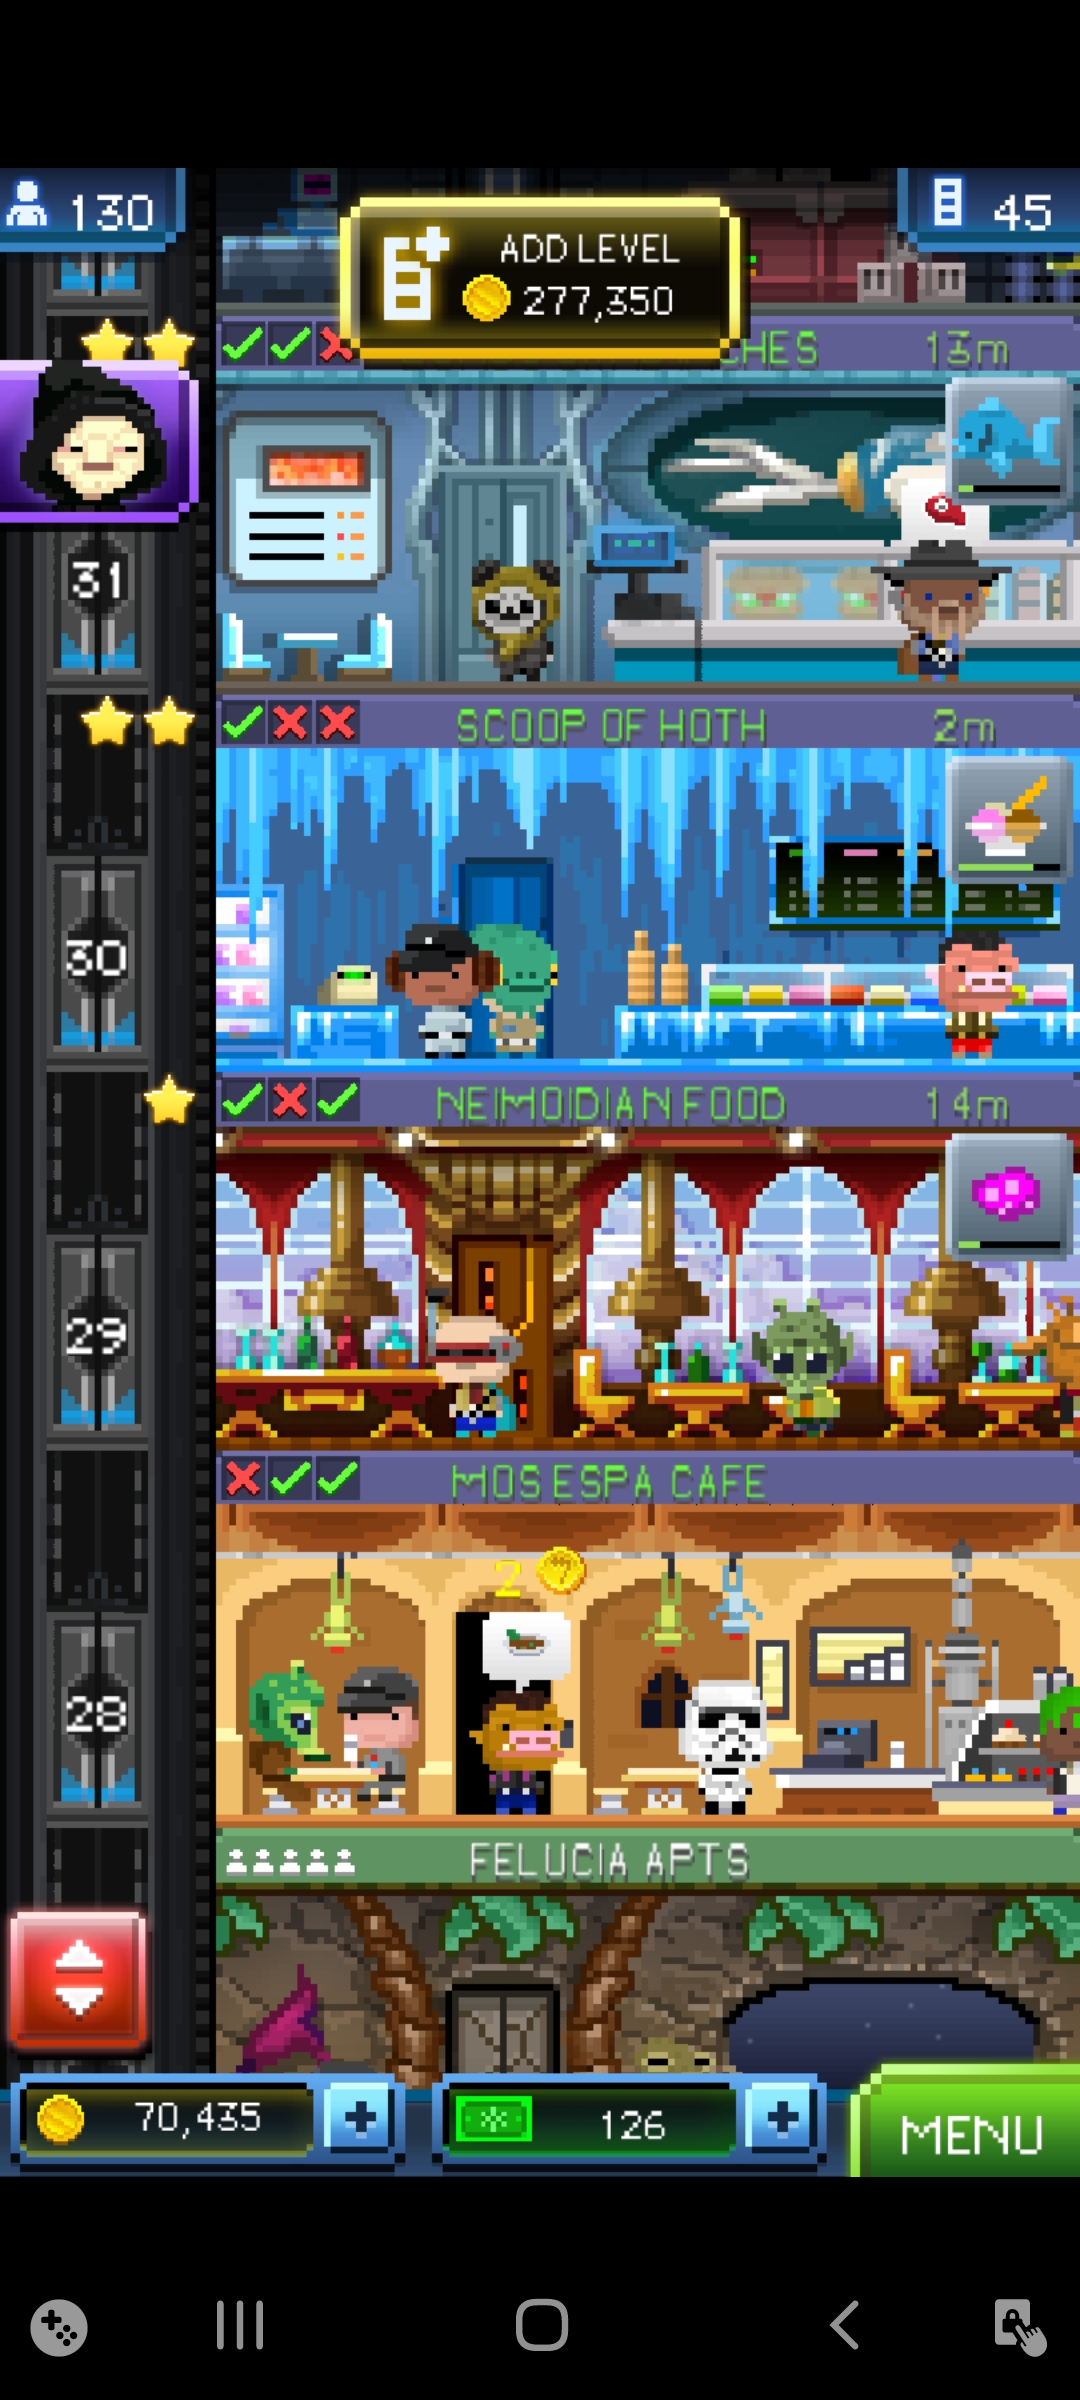 130
45
ADD LEVEL
277,350
CHES 13m
31
SCOOP OF HOTH 2m
30
NEIMOIDIAN FOOD 14m
29
MOS ESPA CAFE
2
28
FELUCIA APTS
70,435
126
MENU